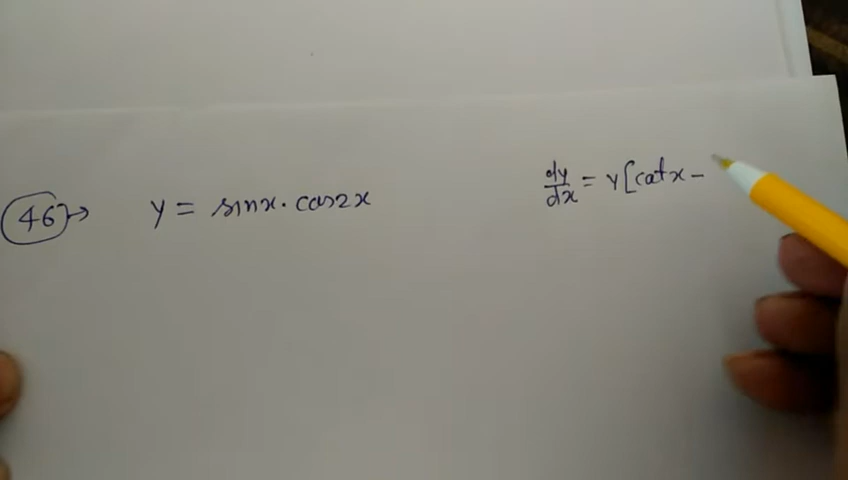 46 → y = sinx. cos2x
dy/dx = y[cotx -